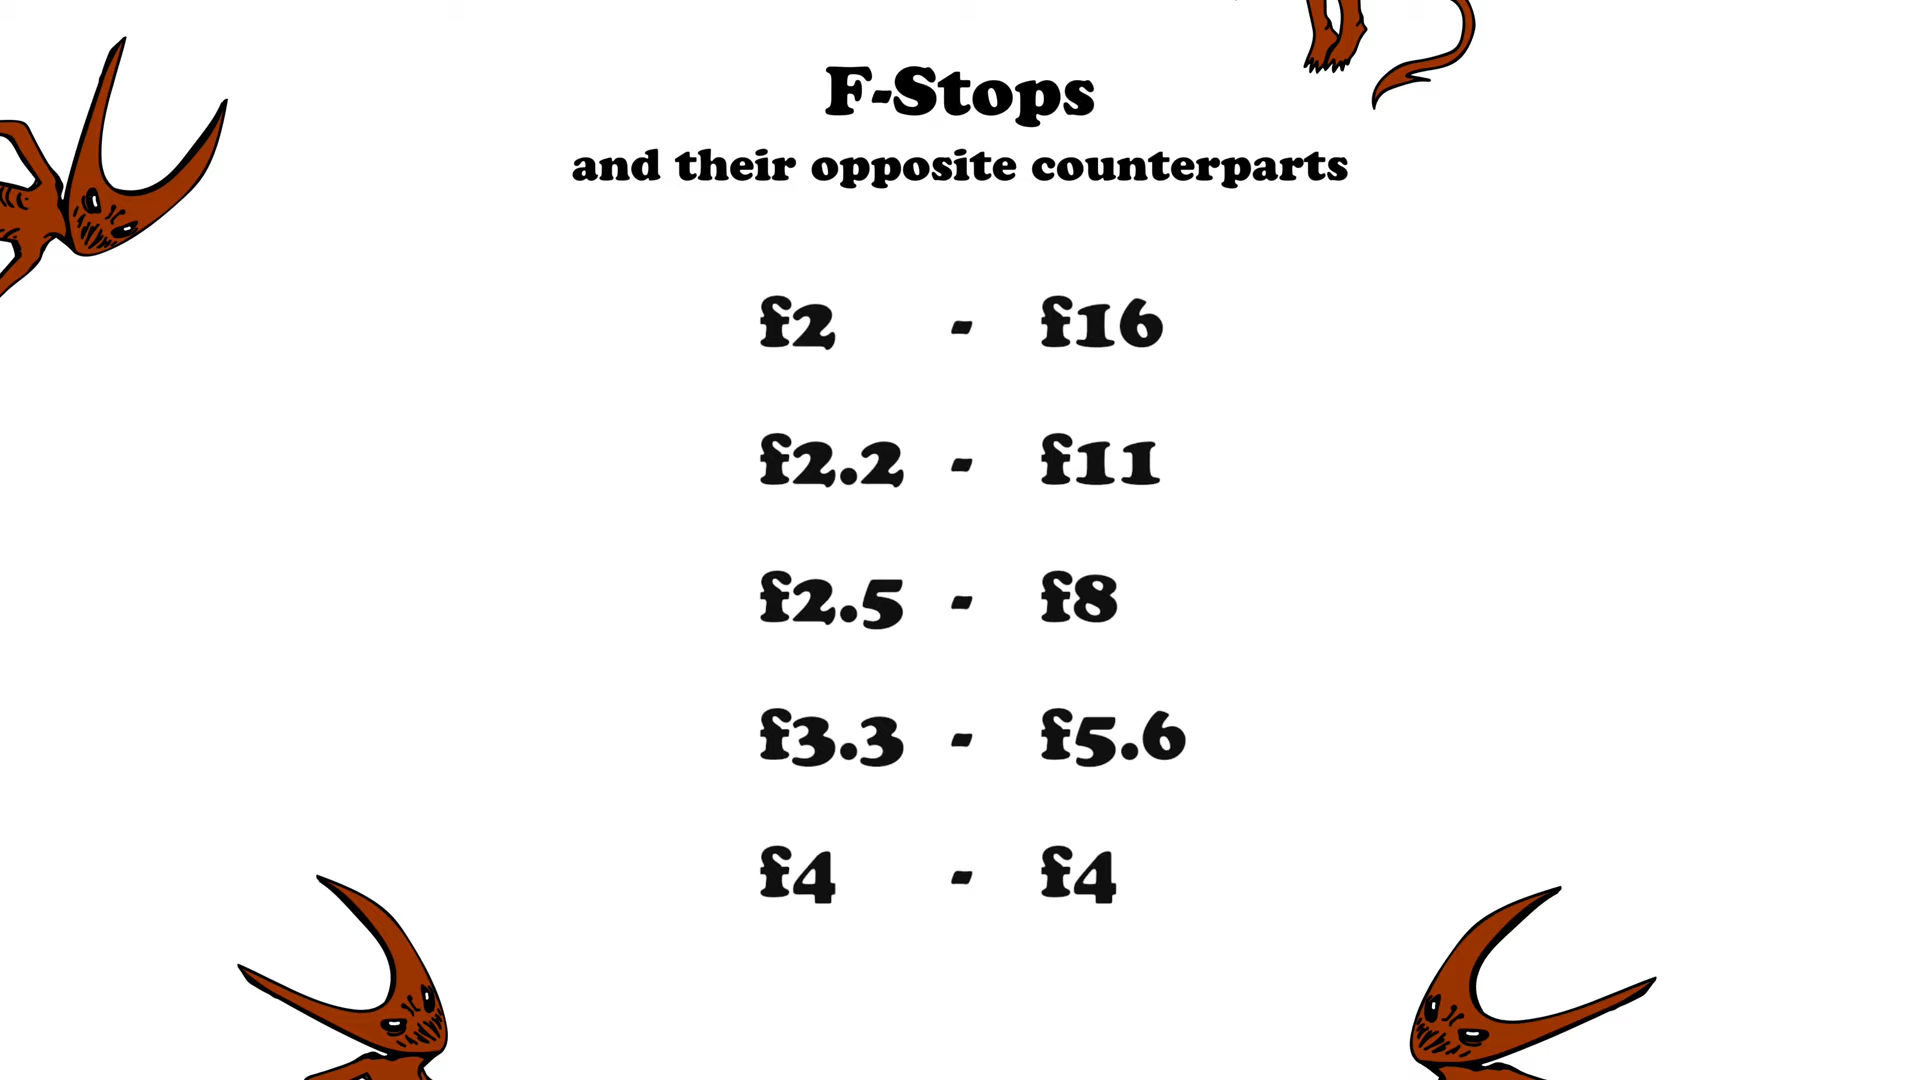 F-Stops
and their opposite counterparts
f2 - f16
f2.2 - f11
f2.5 - f8
f3.3 - f5.6
f4 - f4